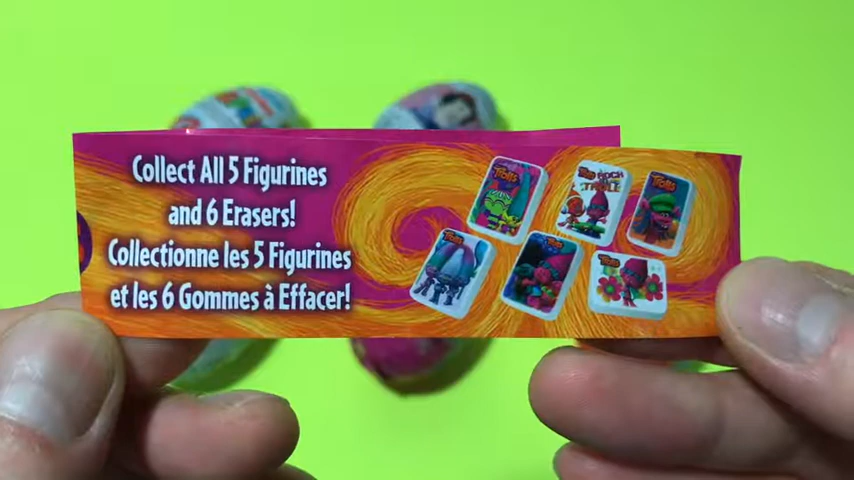 Collect All 5 Figurines
and 6 Erasers!
Collectionne les 5 Figurines
et les 6 Gommes à Effacer!
Trolls
Trolls
Trolls
Trolls
Trolls
Trolls